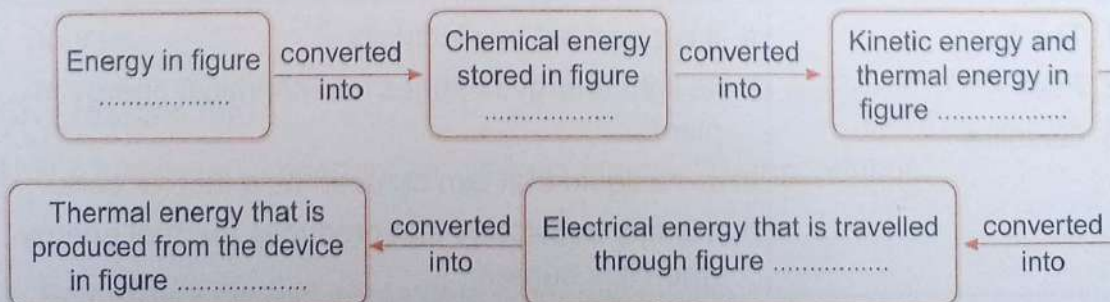 Energy in figure
...................
converted
into
Chemical energy
stored in figure
..................
converted
into
Kinetic energy and
thermal energy in
figure ..................
Thermal energy that is
produced from the device
in figure ..................
converted
into
Electrical energy that is travelled
through figure ................
converted
into